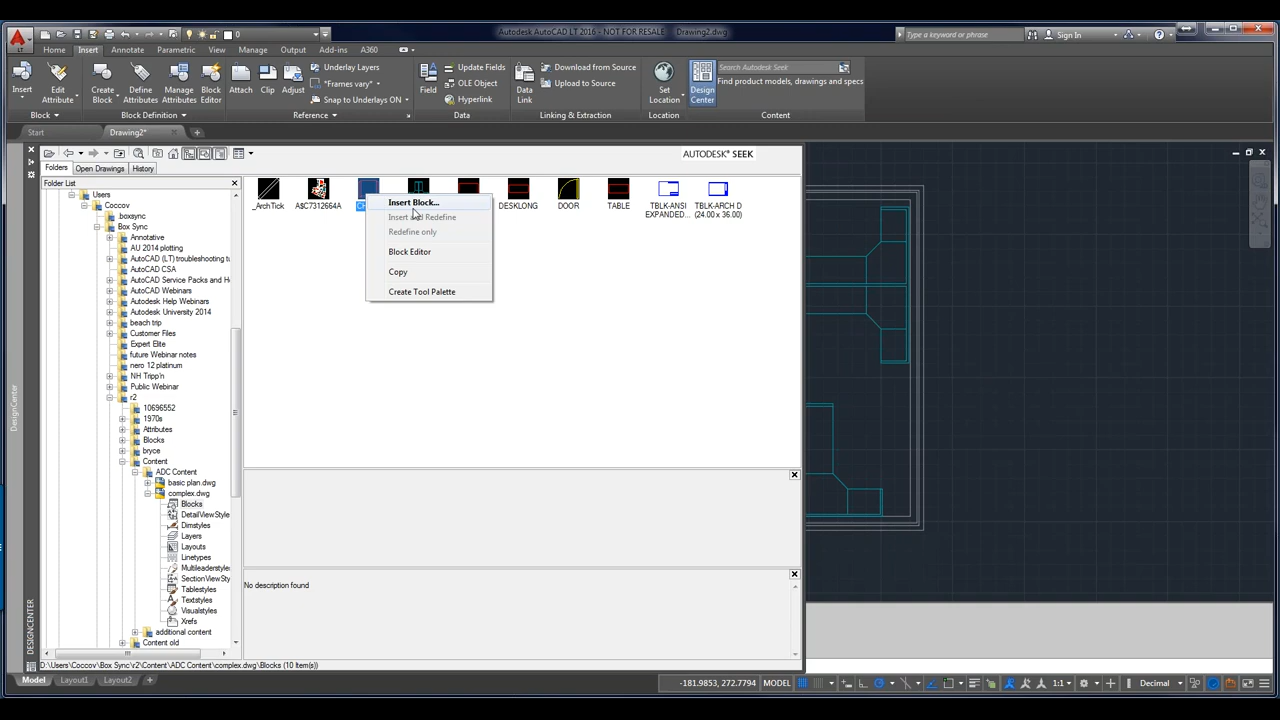 Autodesk AutoCAD LT 2016 - NOT FOR RESALE Drawing2.dwg
Type a keyword or phrase
Sign In
0
LT
Home Insert Annotate Parametric View Manage Output Add-ins A360
Insert
Edit Attribute
Create Block
Define Attributes
Manage Attributes
Block Editor
Attach
Clip
Adjust
Underlay Layers
*Frames vary*
Snap to Underlays ON
Field
Update Fields
OLE Object
Hyperlink
Data Link
Download from Source
Upload to Source
Set Location
Design Center
Search Autodesk Seek
Find product models, drawings and specs
Block Block Definition Reference Data Linking & Extraction Location Content
Start Drawing2*
AUTODESK® SEEK
Folders Open Drawings History
Folder List
Users
Coccov
.boxsync
Box Sync
Annotative
AU 2014 plotting
AutoCAD (LT) troubleshooting tu
AutoCAD CSA
AutoCAD Service Packs and H
AutoCAD Webinars
Autodesk Help Webinars
Autodesk University 2014
beach trip
Customer Files
Expert Elite
future Webinar notes
nero 12 platinum
NH Tripp'n
Public Webinar
r2
10696552
1970s
Attributes
Blocks
bryce
Content
ADC Content
basic plan.dwg
complex.dwg
Blocks
DetailViewStyle
Dimstyles
Layers
Layouts
Linetypes
Multileaderstyle
SectionViewSty
Tablestyles
Textstyles
Visualstyles
Xrefs
additional content
Content old
_ArchTick
A$C7312664A
DESKLONG
DOOR
TABLE
TBLK-ANSI EXPANDED...
TBLK-ARCH D (24.00 x 36.00)
Insert Block...
Insert and Redefine
Redefine only
Block Editor
Copy
Create Tool Palette
No description found
DesignCenter
DESIGNCENTER
D:\Users\Coccov\Box Sync\r2\Content\ADC Content\complex.dwg\Blocks (10 Item(s))
Model Layout1 Layout2
-181.9853, 272.7794 MODEL
1:1
Decimal